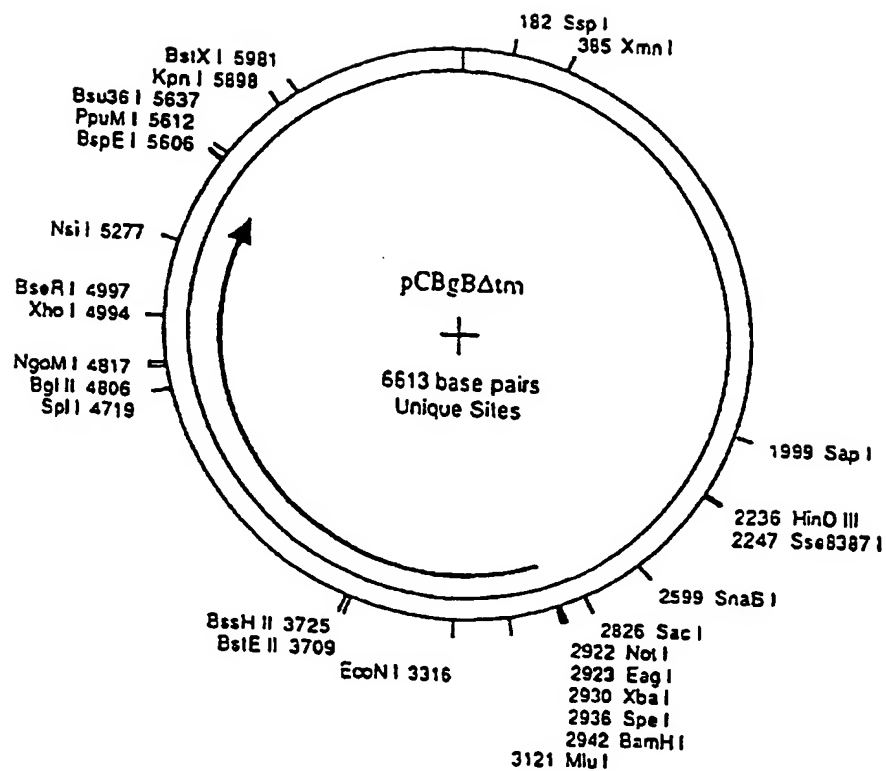 182 Ssp I
385 Xmn I
BstX I 5981
Kpn I 5898
Bsu36 I 5637
PpuM I 5612
BspE I 5606
Nsi I 5277
BseR I 4997
Xho I 4994
NgoM I 4817
Bgl II 4806
Spl I 4719
pCBgBΔtm
6613 base pairs
Unique Sites
1999 Sap I
2236 HinD III
2247 Sse8387 I
2599 SnaB I
2826 Sac I
2922 Not I
2923 Eag I
2930 Xba I
2936 Spe I
2942 BamH I
3121 Mlu I
BssH II 3725
BstE II 3709
EcoN I 3316